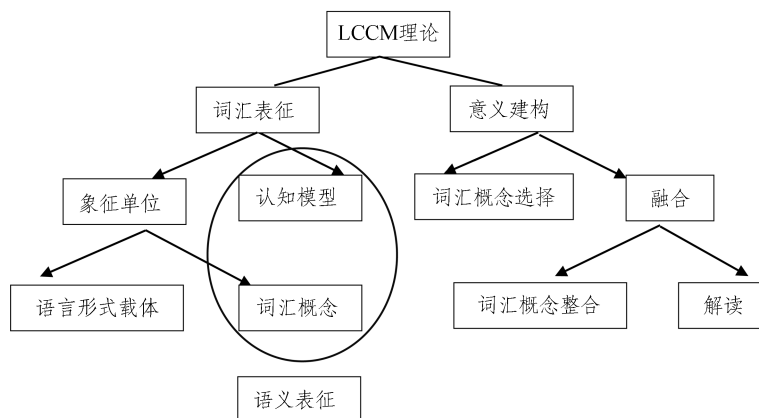 LCCM理论
词汇表征
意义建构
象征单位
认知模型
词汇概念选择
融合
语言形式载体
词汇概念
词汇概念整合
解读
语义表征